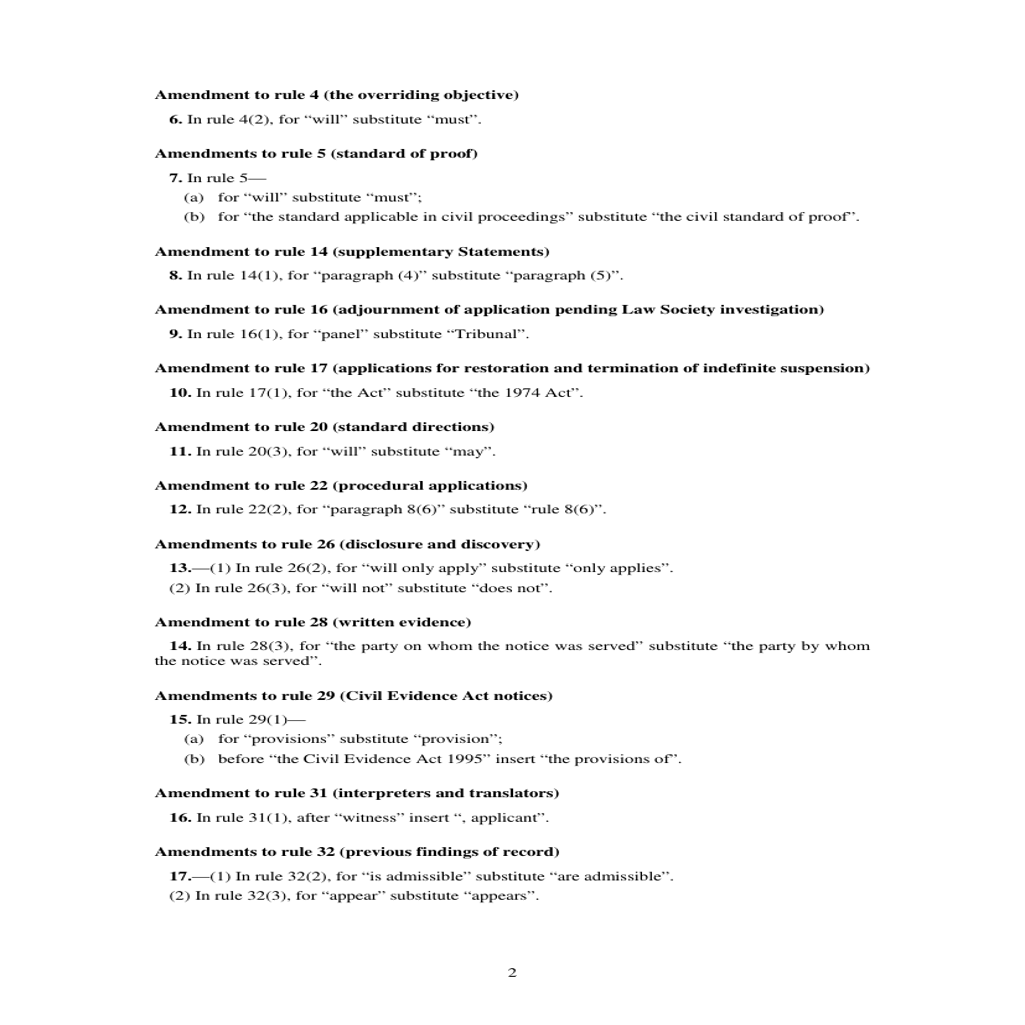 Amendment to rule 4 (the overriding objective)
6. In rule 4(2), for “will” substitute “must”.
Amendments to rule 5 (standard of proof)
7. In rule 5—
(a) for “will” substitute “must”;
(b) for “the standard applicable in civil proceedings” substitute “the civil standard of proof”.
Amendment to rule 14 (supplementary Statements)
8. In rule 14(1), for “paragraph (4)” substitute “paragraph (5)”.
Amendment to rule 16 (adjournment of application pending Law Society investigation)
9. In rule 16(1), for “panel” substitute “Tribunal”.
Amendment to rule 17 (applications for restoration and termination of indefinite suspension)
10. In rule 17(1), for “the Act” substitute “the 1974 Act”.
Amendment to rule 20 (standard directions)
11. In rule 20(3), for “will” substitute “may”.
Amendment to rule 22 (procedural applications)
12. In rule 22(2), for “paragraph 8(6)” substitute “rule 8(6)”.
Amendments to rule 26 (disclosure and discovery)
13.—(1) In rule 26(2), for “will only apply” substitute “only applies”.
(2) In rule 26(3), for “will not” substitute “does not”.
Amendment to rule 28 (written evidence)
14. In rule 28(3), for “the party on whom the notice was served” substitute “the party by whom
the notice was served”.
Amendments to rule 29 (Civil Evidence Act notices)
15. In rule 29(1)—
(a) for “provisions” substitute “provision”;
(b) before “the Civil Evidence Act 1995” insert “the provisions of”.
Amendment to rule 31 (interpreters and translators)
16. In rule 31(1), after “witness” insert “, applicant”.
Amendments to rule 32 (previous findings of record)
17.—(1) In rule 32(2), for “is admissible” substitute “are admissible”.
(2) In rule 32(3), for “appear” substitute “appears”.
2